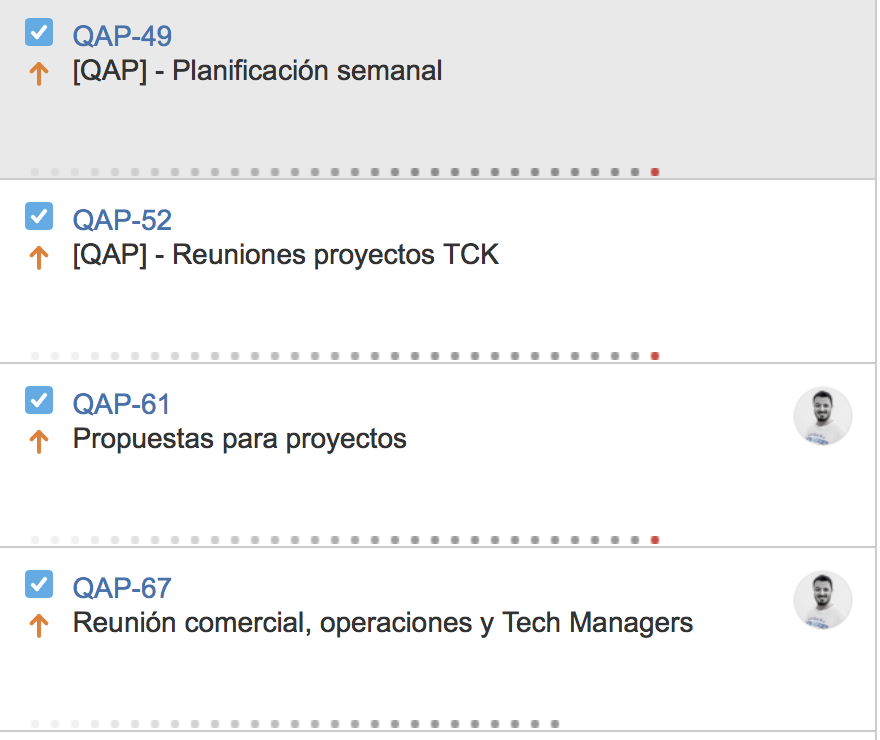 QAP-49
[QAP] - Planificación semanal
QAP-52
[QAP] - Reuniones proyectos TCK
QAP-61
Propuestas para proyectos
QAP-67
Reunión comercial, operaciones y Tech Managers